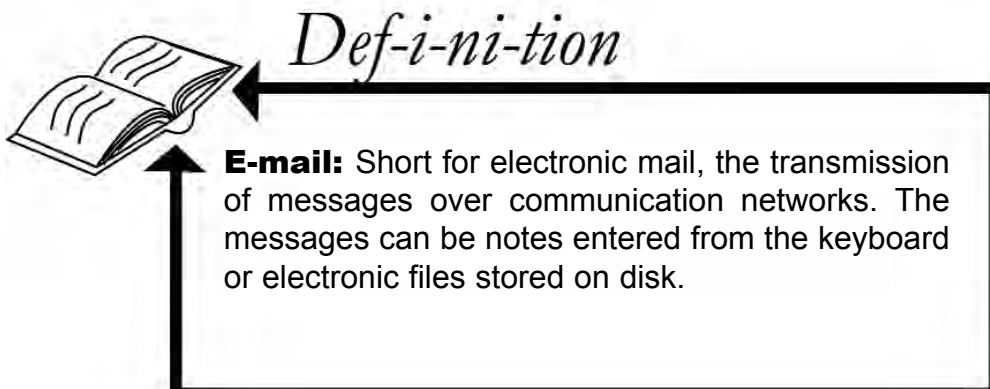 Def-i-ni-tion
E-mail: Short for electronic mail, the transmission
of messages over communication networks. The
messages can be notes entered from the keyboard
or electronic files stored on disk.